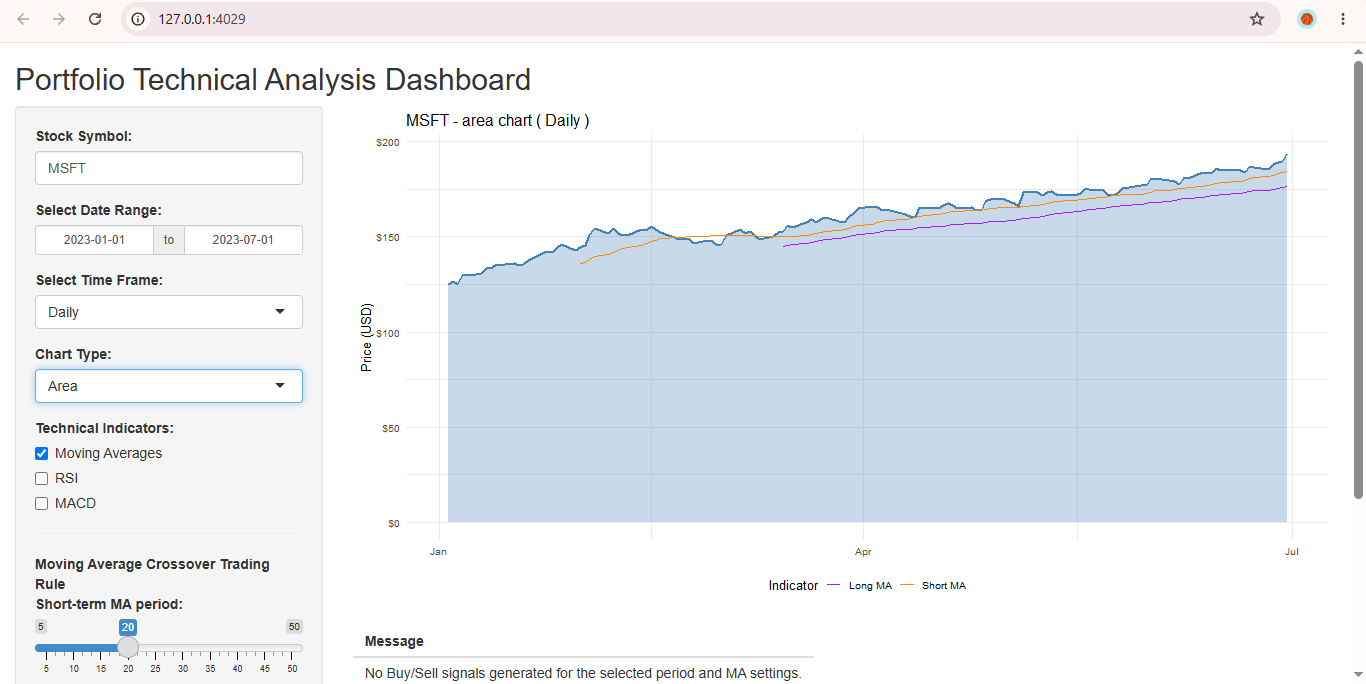 127.0.0.1:4029
Portfolio Technical Analysis Dashboard
Stock Symbol:
MSFT
Select Date Range:
2023-01-01 to 2023-07-01
Select Time Frame:
Daily
Chart Type:
Area
Technical Indicators:
Moving Averages
RSI
MACD
Moving Average Crossover Trading
Rule
Short-term MA period:
5 20 50
5 10 15 20 25 30 35 40 45 50
MSFT - area chart ( Daily )
Price (USD)
$200
$150
$100
$50
$0
Jan Apr Jul
Indicator Long MA Short MA
Message
No Buy/Sell signals generated for the selected period and MA settings.